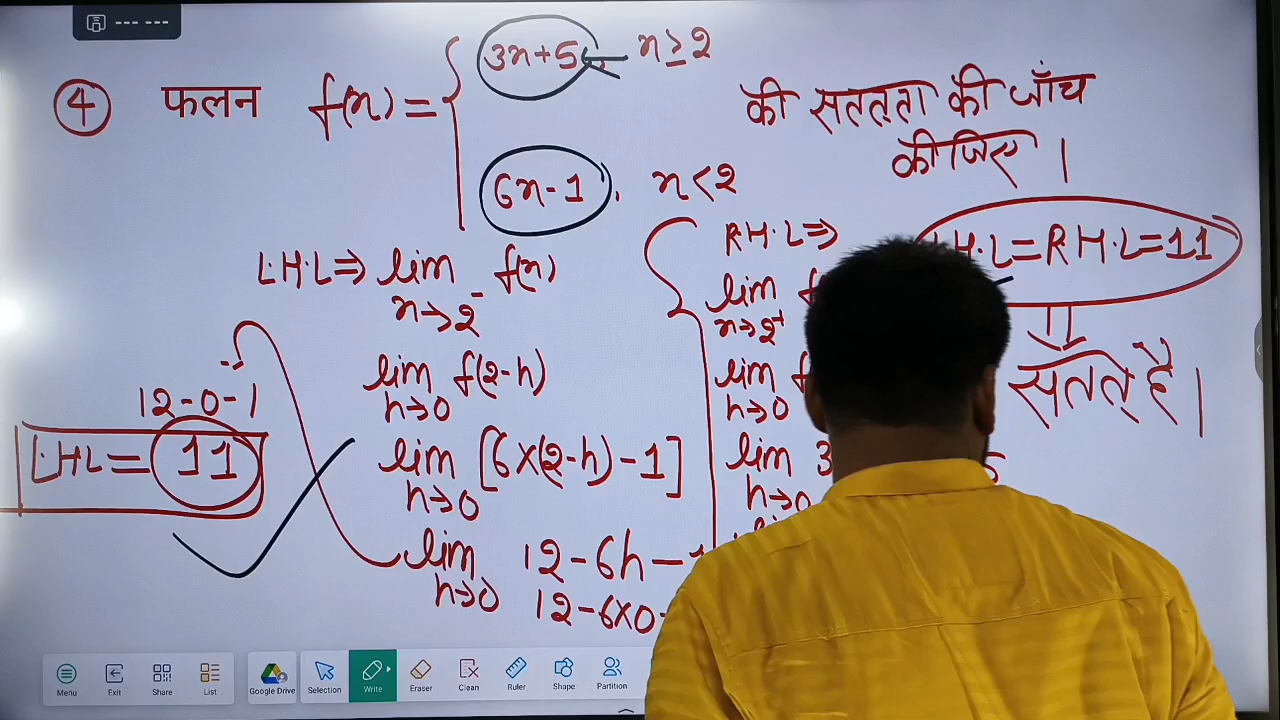 ④ फलन f(x) = { 3x+5, x ≥ 2
6x-1, x < 2
की सततता की जाँच
कीजिए।
L.H.L ⇒ lim f(x)
x→2⁻
lim f(2-h)
h→0
lim [6×(2-h)-1]
h→0
lim 12-6h-
h→0
12-6×0
12-0-1
LHL = 11
R.H.L ⇒
lim f
x→2⁺
lim f
h→0
lim 3
h→0
H.L=R.H.L=11
सतत् है।
Menu
Exit
Share
List
Google Drive
Selection
Write
Eraser
Clean
Ruler
Shape
Partition